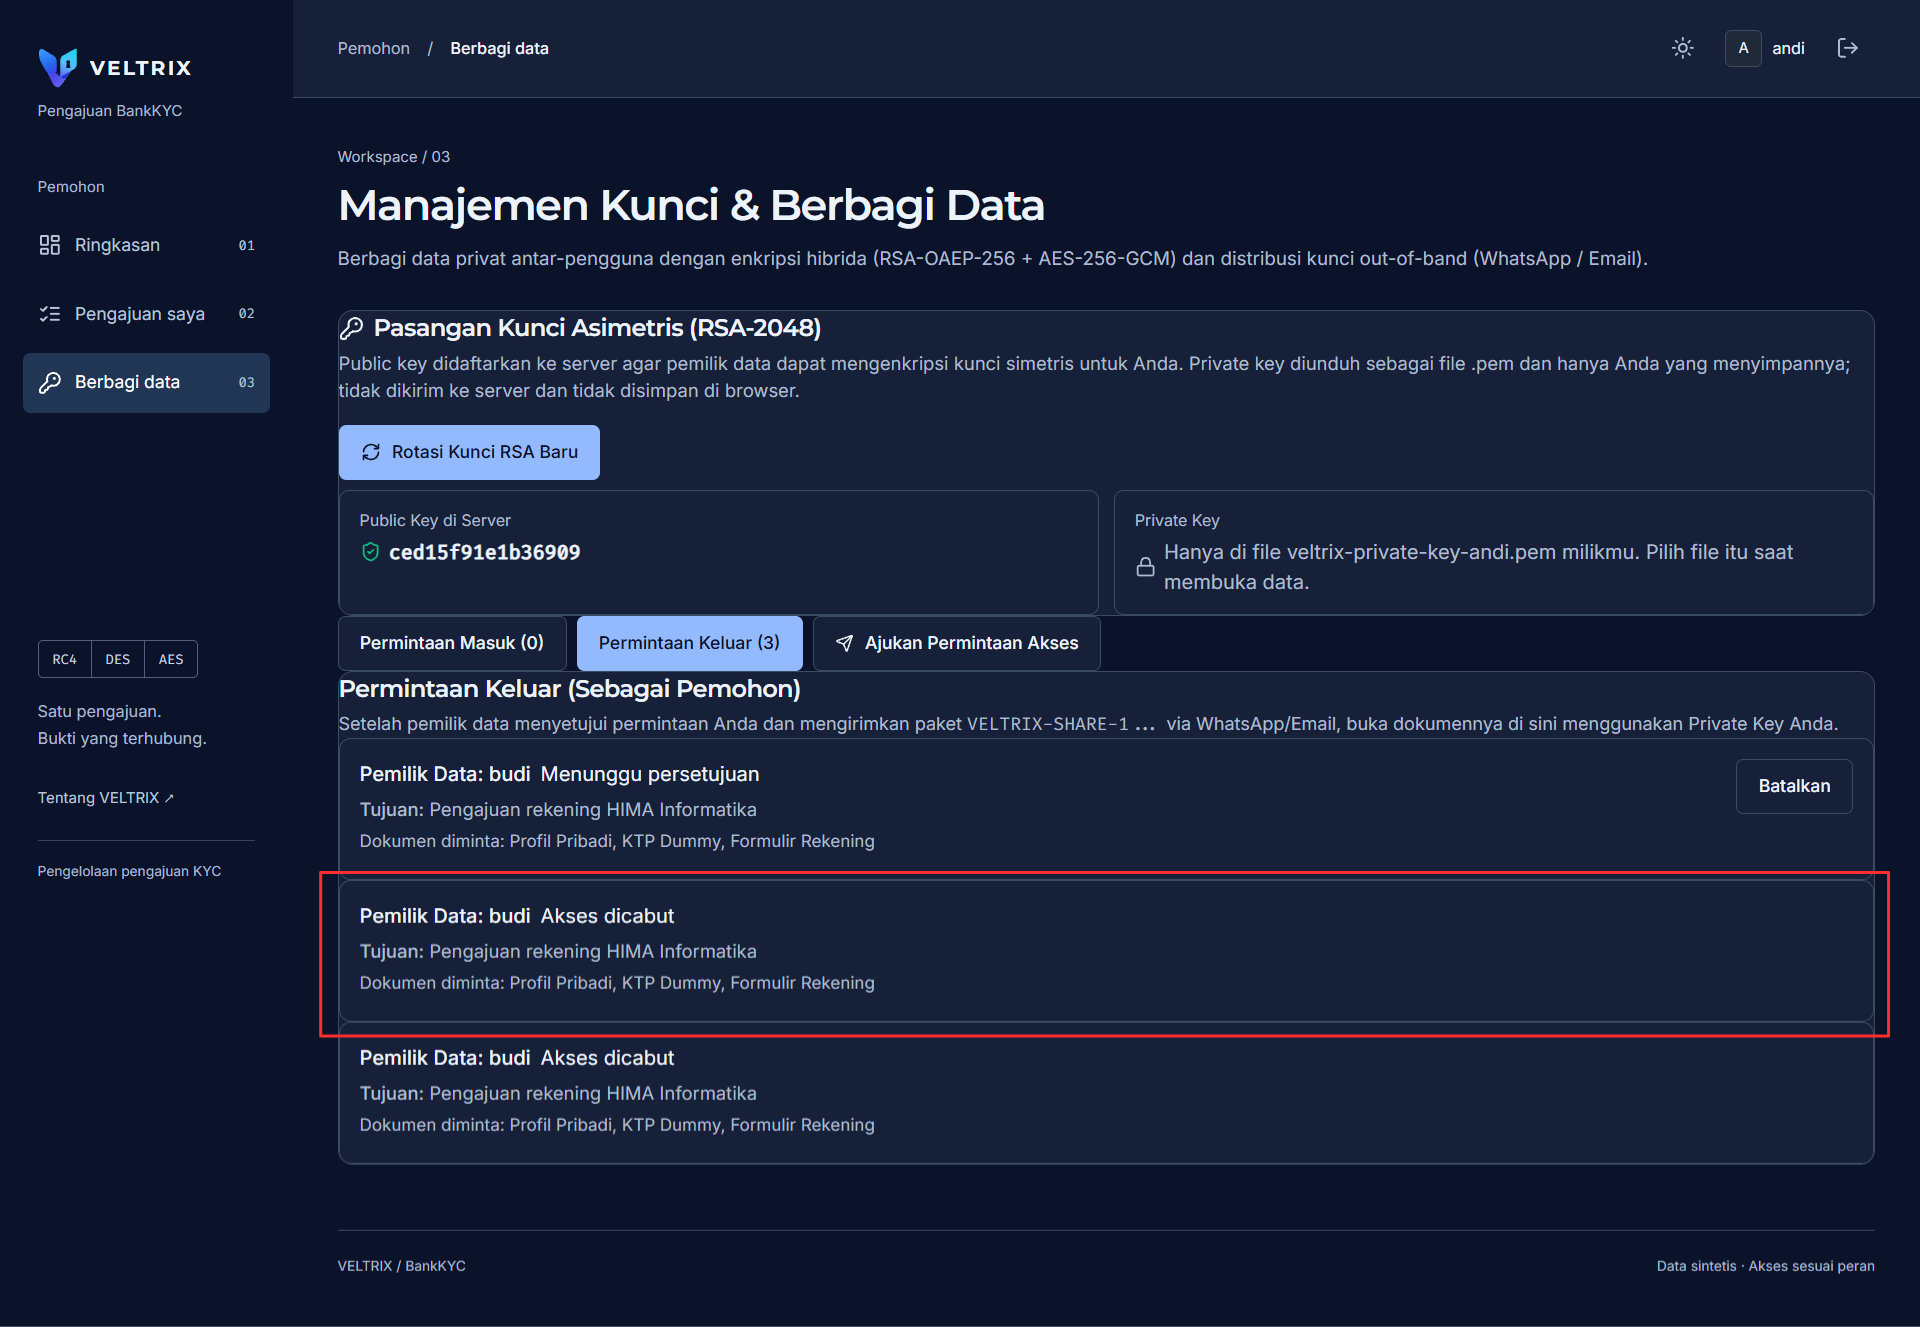 VELTRIX
Pengajuan BankKYC
Pemohon
Ringkasan 01
Pengajuan saya 02
Berbagi data 03
RC4 DES AES
Satu pengajuan.
Bukti yang terhubung.
Tentang VELTRIX ↗
Pengelolaan pengajuan KYC
Pemohon / Berbagi data
A andi
Workspace / 03
Manajemen Kunci & Berbagi Data
Berbagi data privat antar-pengguna dengan enkripsi hibrida (RSA-OAEP-256 + AES-256-GCM) dan distribusi kunci out-of-band (WhatsApp / Email).
Pasangan Kunci Asimetris (RSA-2048)
Public key didaftarkan ke server agar pemilik data dapat mengenkripsi kunci simetris untuk Anda. Private key diunduh sebagai file .pem dan hanya Anda yang menyimpannya;
tidak dikirim ke server dan tidak disimpan di browser.
Rotasi Kunci RSA Baru
Public Key di Server
ced15f91e1b36909
Private Key
Hanya di file veltrix-private-key-andi.pem milikmu. Pilih file itu saat
membuka data.
Permintaan Masuk (0)
Permintaan Keluar (3)
Ajukan Permintaan Akses
Permintaan Keluar (Sebagai Pemohon)
Setelah pemilik data menyetujui permintaan Anda dan mengirimkan paket VELTRIX-SHARE-1... via WhatsApp/Email, buka dokumennya di sini menggunakan Private Key Anda.
Pemilik Data: budi Menunggu persetujuan
Tujuan: Pengajuan rekening HIMA Informatika
Dokumen diminta: Profil Pribadi, KTP Dummy, Formulir Rekening
Batalkan
Pemilik Data: budi Akses dicabut
Tujuan: Pengajuan rekening HIMA Informatika
Dokumen diminta: Profil Pribadi, KTP Dummy, Formulir Rekening
Pemilik Data: budi Akses dicabut
Tujuan: Pengajuan rekening HIMA Informatika
Dokumen diminta: Profil Pribadi, KTP Dummy, Formulir Rekening
VELTRIX / BankKYC
Data sintetis · Akses sesuai peran